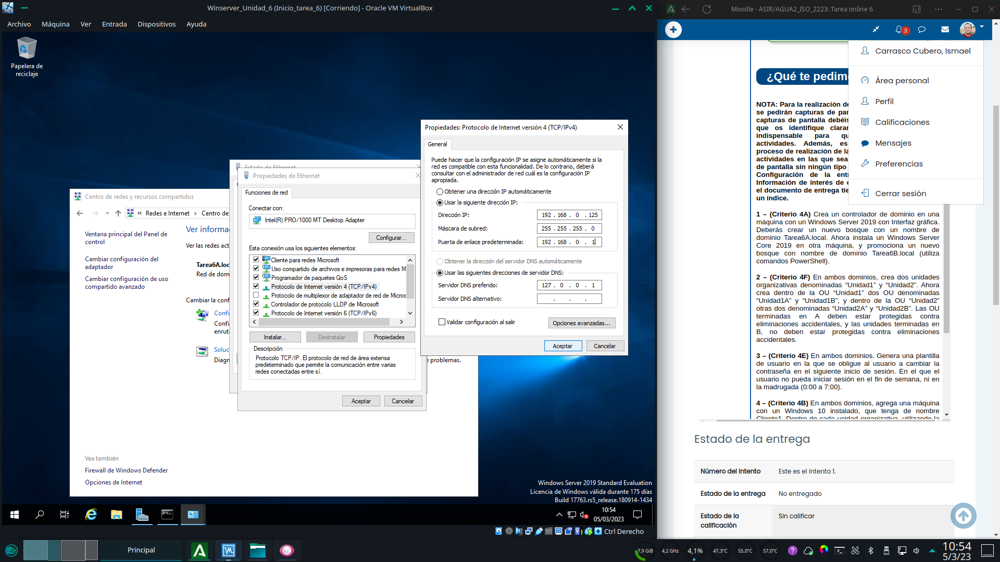 Winserver_Unidad_6 (Inicio_tarea_6) [Corriendo] - Oracle VM VirtualBox
Archivo Máquina Ver Entrada Dispositivos Ayuda
Papelera de
reciclaje
Centro de redes y recursos compartidos
« Redes e Internet > Centro de
Ventana principal del Panel de
control
Cambiar configuración del
adaptador
Cambiar configuración de uso
compartido avanzado
Ver informa
Ver las redes act
Tarea6A.loc
Red de dom
Cambiar la conf
Confi
Confi
enruta
Soluc
Diagn
e problemas.
Vea también
Firewall de Windows Defender
Opciones de Internet
Estado de Ethernet
Propiedades de Ethernet
Funciones de red
Conectar con:
Intel(R) PRO/1000 MT Desktop Adapter
Configurar...
Esta conexión usa los siguientes elementos:
Cliente para redes Microsoft
Uso compartido de archivos e impresoras para redes M
Programador de paquetes QoS
Protocolo de Internet versión 4 (TCP/IPv4)
Protocolo de multiplexor de adaptador de red de Micros
Controlador de protocolo LLDP de Microsoft
Protocolo de Internet versión 6 (TCP/IPv6)
Instalar... Desinstalar Propiedades
Descripción
Protocolo TCP/IP. El protocolo de red de área extensa
predeterminado que permite la comunicación entre varias
redes conectadas entre sí.
Aceptar Cancelar
Propiedades: Protocolo de Internet versión 4 (TCP/IPv4)
General
Puede hacer que la configuración IP se asigne automáticamente si la
red es compatible con esta funcionalidad. De lo contrario, deberá
consultar con el administrador de red cuál es la configuración IP
apropiada.
Obtener una dirección IP automáticamente
Usar la siguiente dirección IP:
Dirección IP: 192 . 168 . 0 . 125
Máscara de subred: 255 . 255 . 255 . 0
Puerta de enlace predeterminada: 192 . 168 . 0 . 1
Obtener la dirección del servidor DNS automáticamente
Usar las siguientes direcciones de servidor DNS:
Servidor DNS preferido: 127 . 0 . 0 . 1
Servidor DNS alternativo: . . .
Validar configuración al salir
Opciones avanzadas...
Aceptar Cancelar
Windows Server 2019 Standard Evaluation
Licencia de Windows válida durante 175 días
Build 17763.rs5_release.180914-1434
10:54
05/03/2023
Ctrl Derecho
Moodle - ASIR/AGUA2_ISO_2223: Tarea online 6
3
Carrasco Cubero, Ismael
Área personal
Perfil
Calificaciones
Mensajes
Preferencias
Cerrar sesión
¿Qué te pedim
NOTA: Para la realización de
se pedirán capturas de pan
capturas de pantalla debéis
que os identifique claram
indispensable para qu
actividades. Además, es
proceso de realización de la
actividades en las que sea
de pantalla sin ningún tipo
Configuración de la entr
Información de interés de e
el documento de entrega tie
un índice.
1 – (Criterio 4A) Crea un controlador de dominio en una
máquina con un Windows Server 2019 con Interfaz gráfica.
Deberás crear un nuevo bosque con un nombre de
dominio Tarea6A.local. Ahora instala un Windows Server
Core 2019 en otra máquina, y promociona un nuevo
bosque con nombre de dominio Tarea6B.local (utiliza
comandos PowerShell).
2 – (Criterio 4F) En ambos dominios, crea dos unidades
organizativas denominadas “Unidad1” y “Unidad2”. Ahora
crea dentro de la OU “Unidad1” dos OU denominadas
“Unidad1A” y “Unidad1B”, y dentro de la OU “Unidad2”
otras dos denominadas “Unidad2A” y “Unidad2B”. Las OU
terminadas en A deben estar protegidas contra
eliminaciones accidentales, y las unidades terminadas en
B, no deben estar protegidas contra eliminaciones
accidentales.
3 – (Criterio 4E) En ambos dominios. Genera una plantilla
de usuario en la que se obligue al usuario a cambiar la
contraseña en el siguiente inicio de sesión. En el que el
usuario no pueda iniciar sesión en el fin de semana, ni en
la madrugada (0:00 a 7:00).
4 – (Criterio 4B) En ambos dominios, agrega una máquina
con un Windows 10 instalado, que tenga de nombre
Cliente1. Dentro de cada unidad organizativa, utilizando la
Estado de la entrega
Número del intento Este es el intento 1.
Estado de la entrega No entregado
Estado de la
calificación
Sin calificar
Principal
7,9 GiB 4,2 GHz 4,1% 47,3°C 55,0°C 57,0°C
10:54
5/3/23